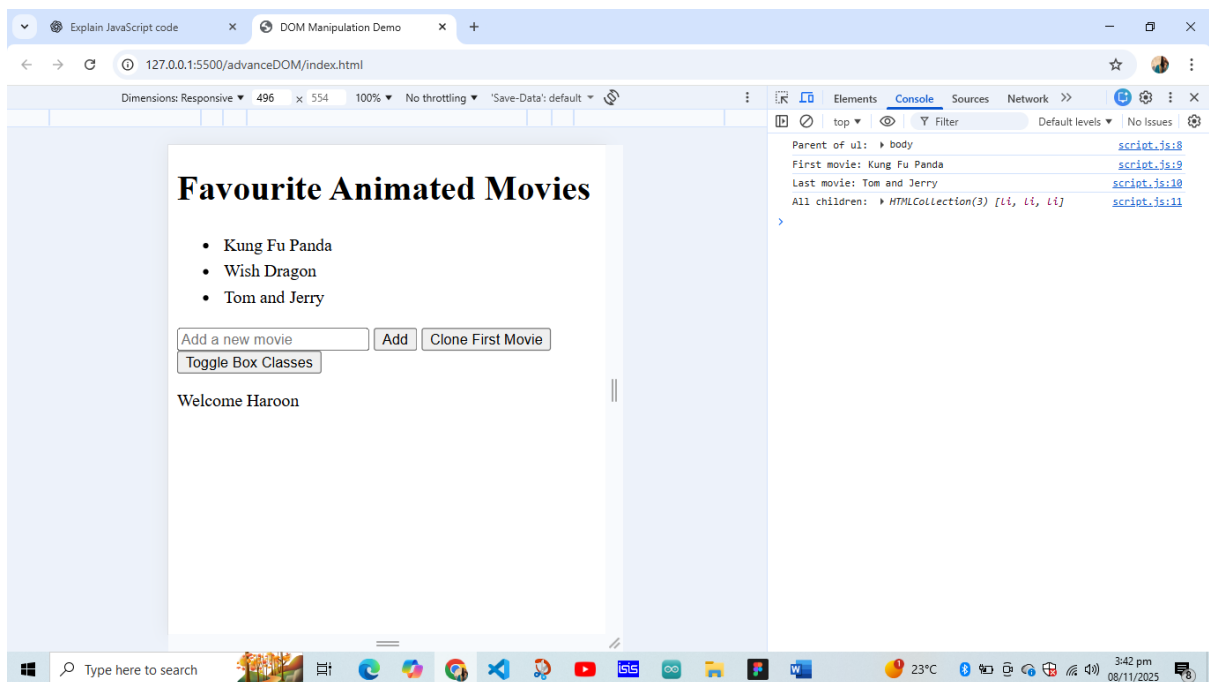 Explain JavaScript code
DOM Manipulation Demo
127.0.0.1:5500/advanceDOM/index.html
Dimensions: Responsive 496 x 554 100% No throttling 'Save-Data': default
Elements Console Sources Network
top Filter Default levels No Issues
Parent of ul: body script.js:8
First movie: Kung Fu Panda script.js:9
Last movie: Tom and Jerry script.js:10
All children: HTMLCollection(3) [li, li, li] script.js:11
Favourite Animated Movies
Kung Fu Panda
Wish Dragon
Tom and Jerry
Add a new movie Add Clone First Movie
Toggle Box Classes
Welcome Haroon
Type here to search
isis
23°C
3:42 pm
08/11/2025
8